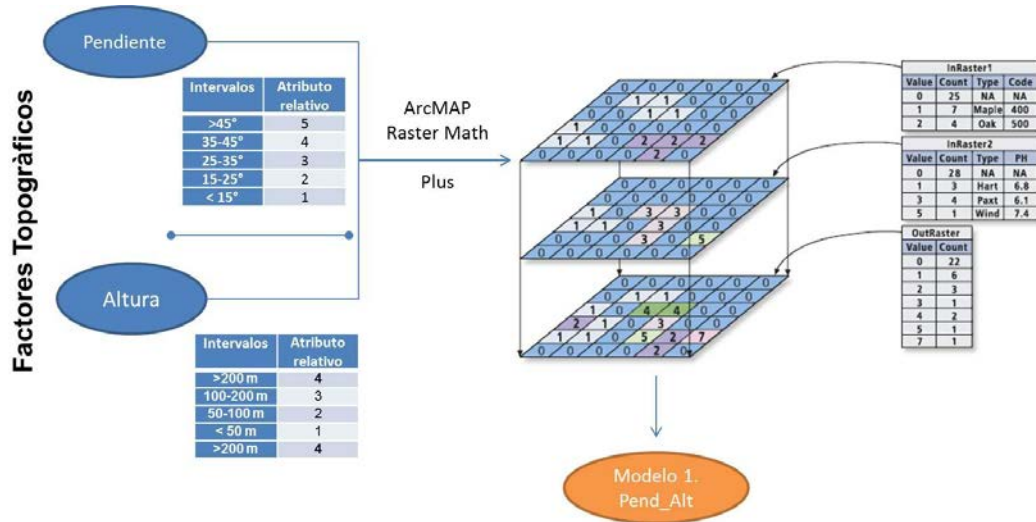 Factores Topogràficos
Pendiente
Intervalos Atributo relativo
>45° 5
35-45° 4
25-35° 3
15-25° 2
< 15° 1
Altura
Intervalos Atributo relativo
>200 m 4
100-200 m 3
50-100 m 2
< 50 m 1
>200 m 4
ArcMAP
Raster Math
Plus
InRaster1
Value Count Type Code
0 25 NA NA
1 7 Maple 400
2 4 Oak 500
InRaster2
Value Count Type PH
0 28 NA NA
1 3 Hart 6.8
3 4 Paxt 6.1
5 1 Wind 7.4
OutRaster
Value Count
0 22
1 6
2 3
3 1
4 2
5 1
7 1
Modelo 1.
Pend_Alt